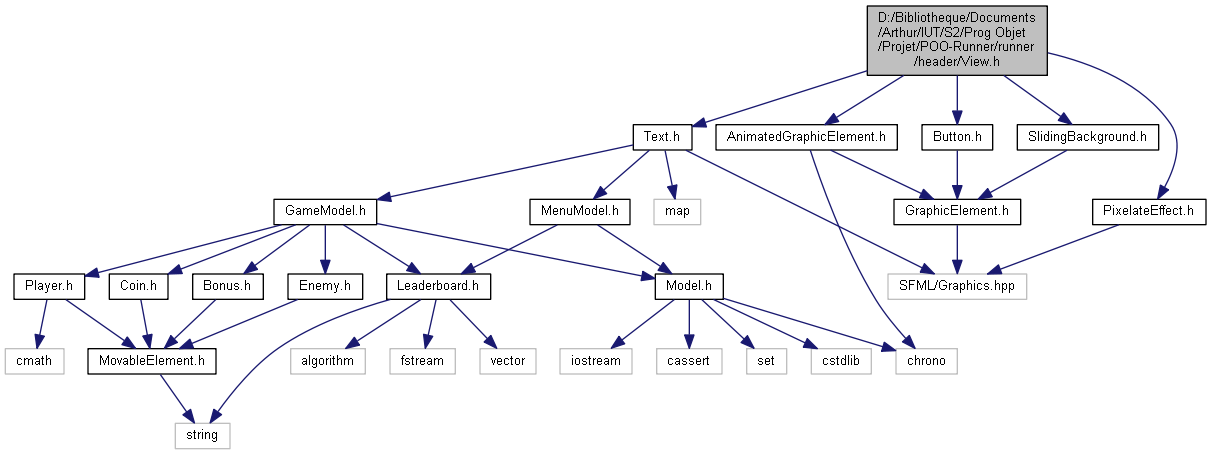 D:/Bibliotheque/Documents
/Arthur/IUT/S2/Prog Objet
/Projet/POO-Runner/runner
/header/View.h
Text.h
AnimatedGraphicElement.h
Button.h
SlidingBackground.h
GameModel.h
MenuModel.h
map
GraphicElement.h
PixelateEffect.h
Player.h
Coin.h
Bonus.h
Enemy.h
Leaderboard.h
Model.h
SFML/Graphics.hpp
cmath
MovableElement.h
algorithm
fstream
vector
iostream
cassert
set
cstdlib
chrono
string